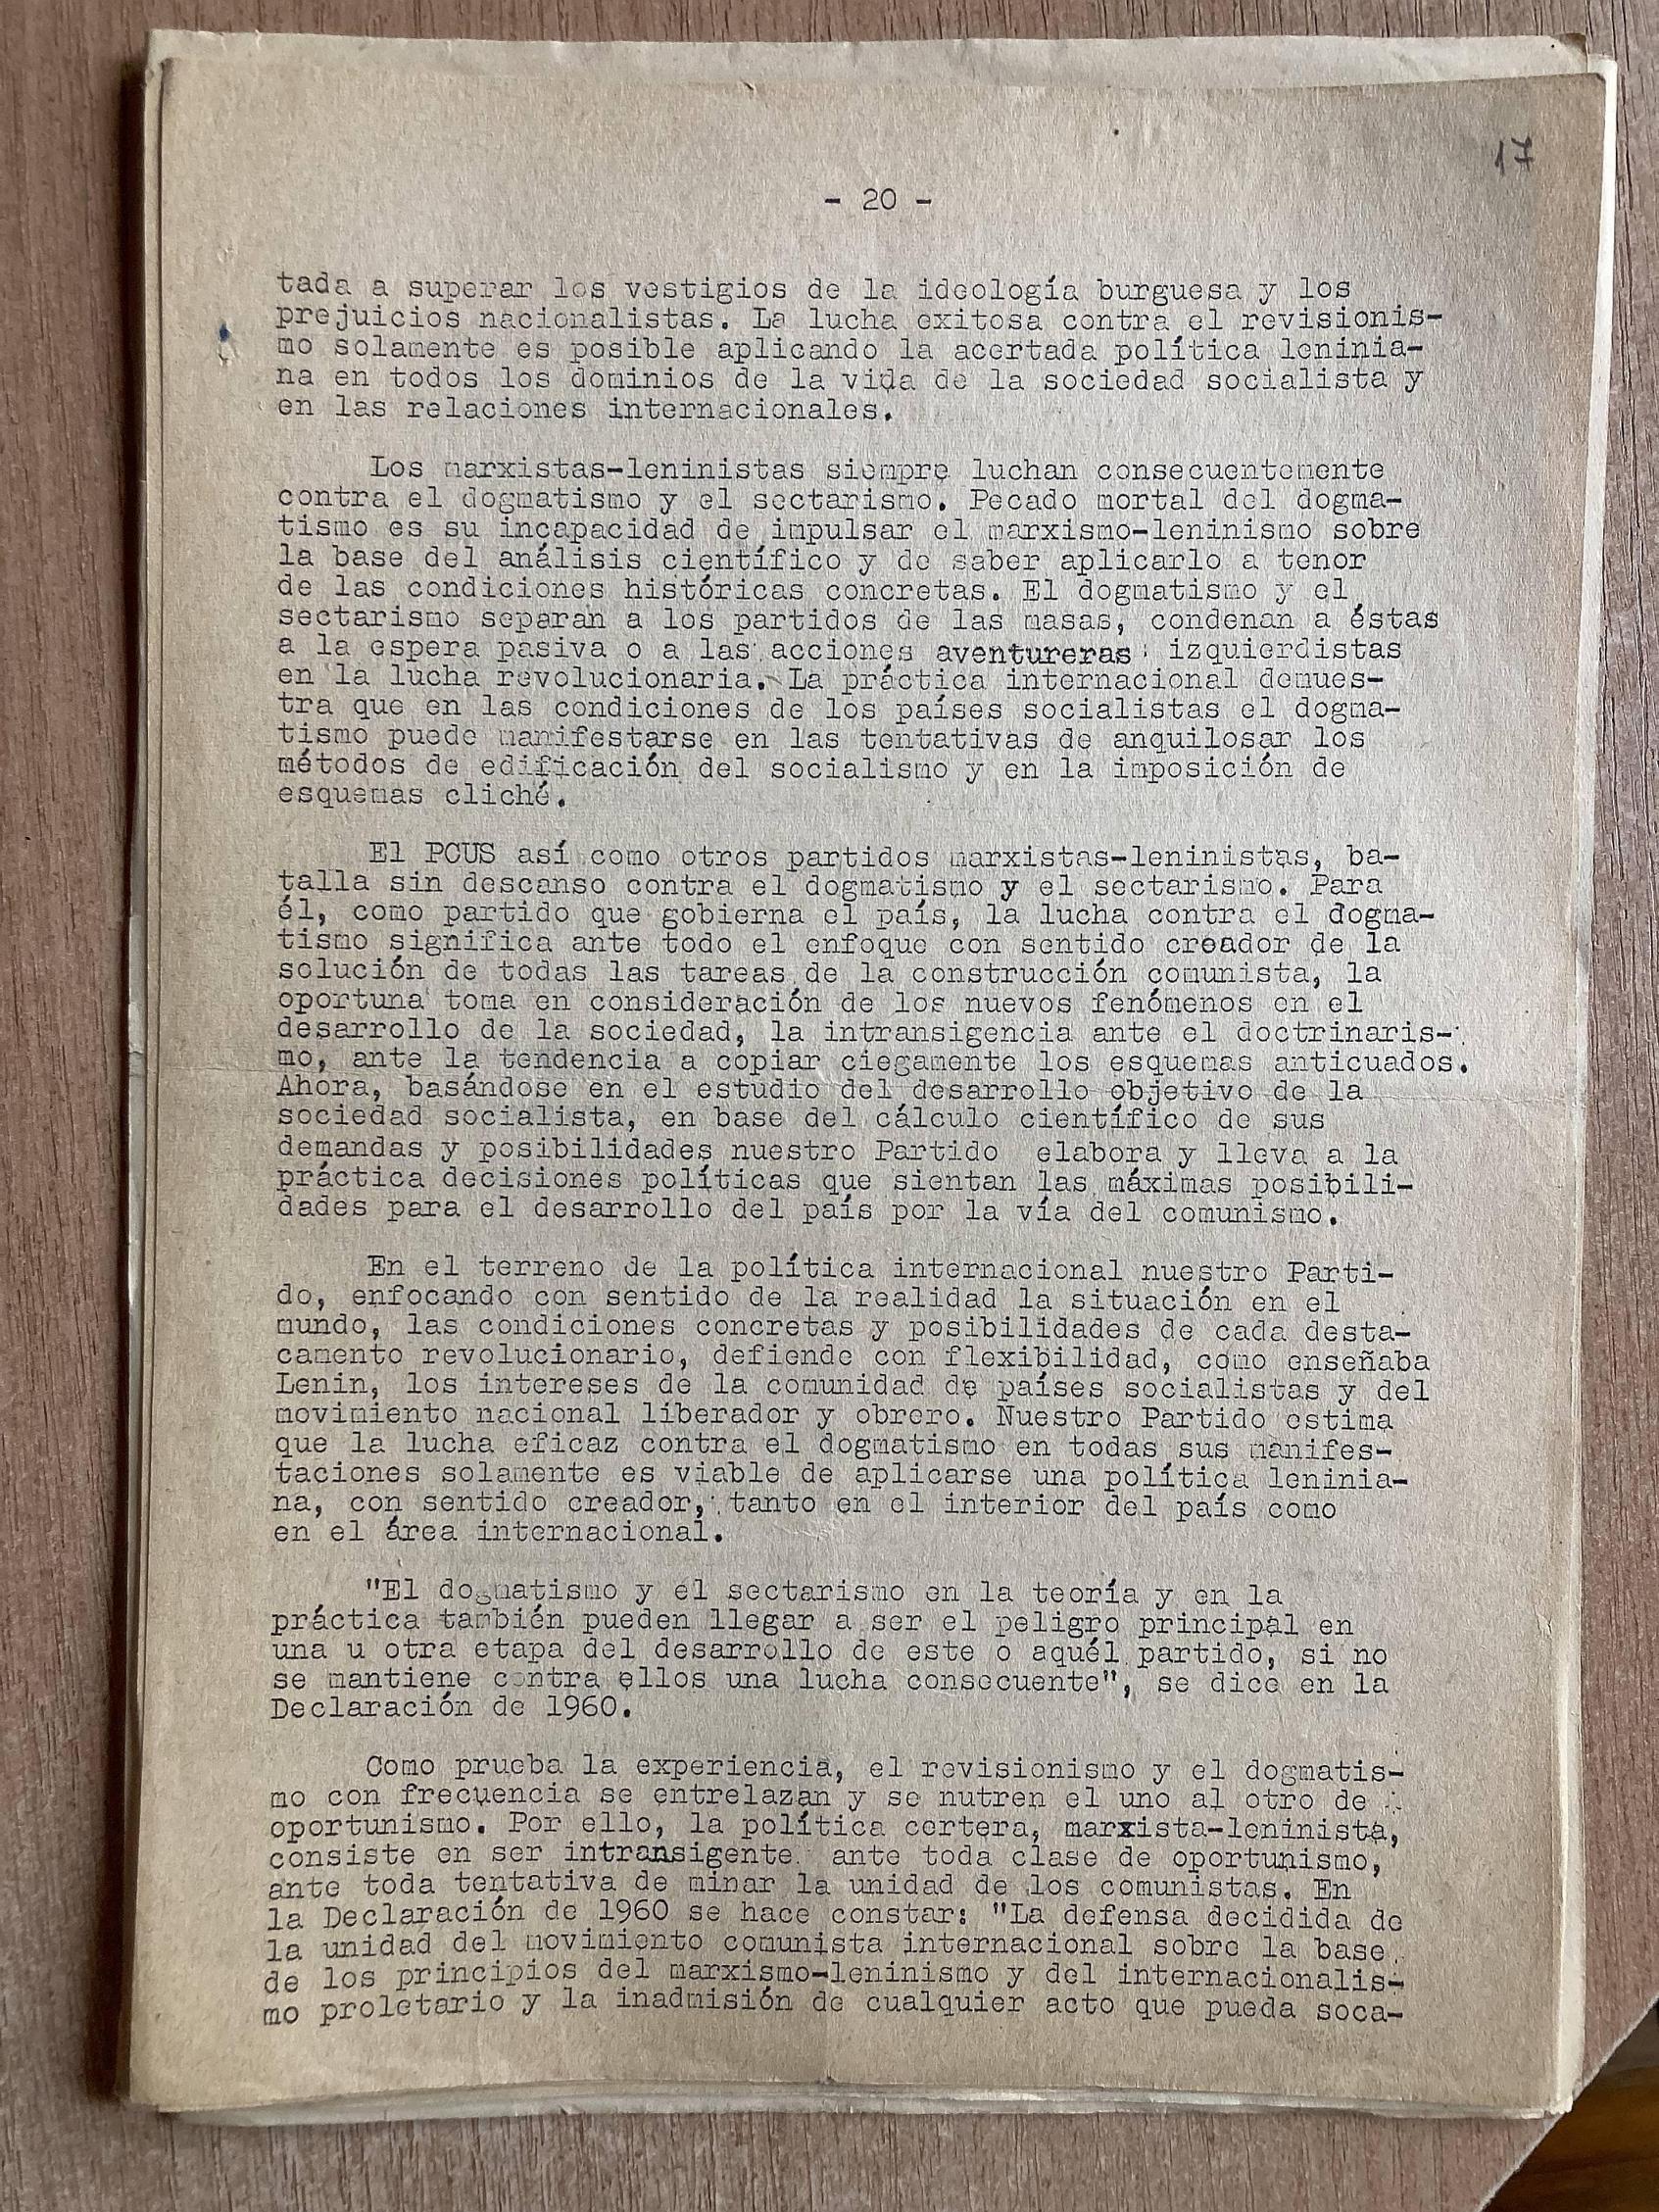 17
- 20 -
tada a superar los vestigios de la ideología burguesa y los
prejuicios nacionalistas. La lucha exitosa contra el revisionis-
mo solamente es posible aplicando la acertada política leninia-
na en todos los dominios de la vida de la sociedad socialista y
en las relaciones internacionales.
Los marxistas-leninistas siempre luchan consecuentemente
contra el dogmatismo y el sectarismo. Pecado mortal del dogma-
tismo es su incapacidad de impulsar el marxismo-leninismo sobre
la base del análisis científico y de saber aplicarlo a tenor
de las condiciones históricas concretas. El dogmatismo y el
sectarismo separan a los partidos de las masas, condenan a éstas
a la espera pasiva o a las acciones aventureras izquierdistas
en la lucha revolucionaria. La práctica internacional demues-
tra que en las condiciones de los países socialistas el dogma-
tismo puede manifestarse en las tentativas de anquilosar los
métodos de edificación del socialismo y en la imposición de
esquemas cliché.
El PCUS así como otros partidos marxistas-leninistas, ba-
talla sin descanso contra el dogmatismo y el sectarismo. Para
él, como partido que gobierna el país, la lucha contra el dogma-
tismo significa ante todo el enfoque con sentido creador de la
solución de todas las tareas de la construcción comunista, la
oportuna toma en consideración de los nuevos fenómenos en el
desarrollo de la sociedad, la intransigencia ante el doctrinaris-
mo, ante la tendencia a copiar ciegamente los esquemas anticuados.
Ahora, basándose en el estudio del desarrollo objetivo de la
sociedad socialista, en base del cálculo científico de sus
demandas y posibilidades nuestro Partido elabora y lleva a la
práctica decisiones políticas que sientan las máximas posibili-
dades para el desarrollo del país por la vía del comunismo.
En el terreno de la política internacional nuestro Parti-
do, enfocando con sentido de la realidad la situación en el
mundo, las condiciones concretas y posibilidades de cada desta-
camento revolucionario, defiende con flexibilidad, como enseñaba
Lenin, los intereses de la comunidad de países socialistas y del
movimiento nacional liberador y obrero. Nuestro Partido estima
que la lucha eficaz contra el dogmatismo en todas sus manifes-
taciones solamente es viable de aplicarse una política leninia-
na, con sentido creador, tanto en el interior del país como
en el área internacional.
"El dogmatismo y el sectarismo en la teoría y en la
práctica también pueden llegar a ser el peligro principal en
una u otra etapa del desarrollo de este o aquél partido, si no
se mantiene contra ellos una lucha consecuente", se dice en la
Declaración de 1960.
Como prueba la experiencia, el revisionismo y el dogmatis-
mo con frecuencia se entrelazan y se nutren el uno al otro de
oportunismo. Por ello, la política certera, marxista-leninista,
consiste en ser intransigente ante toda clase de oportunismo,
ante toda tentativa de minar la unidad de los comunistas. En
la Declaración de 1960 se hace constar: "La defensa decidida de
la unidad del movimiento comunista internacional sobre la base
de los principios del marxismo-leninismo y del internacionalis-
mo proletario y la inadmisión de cualquier acto que pueda soca-